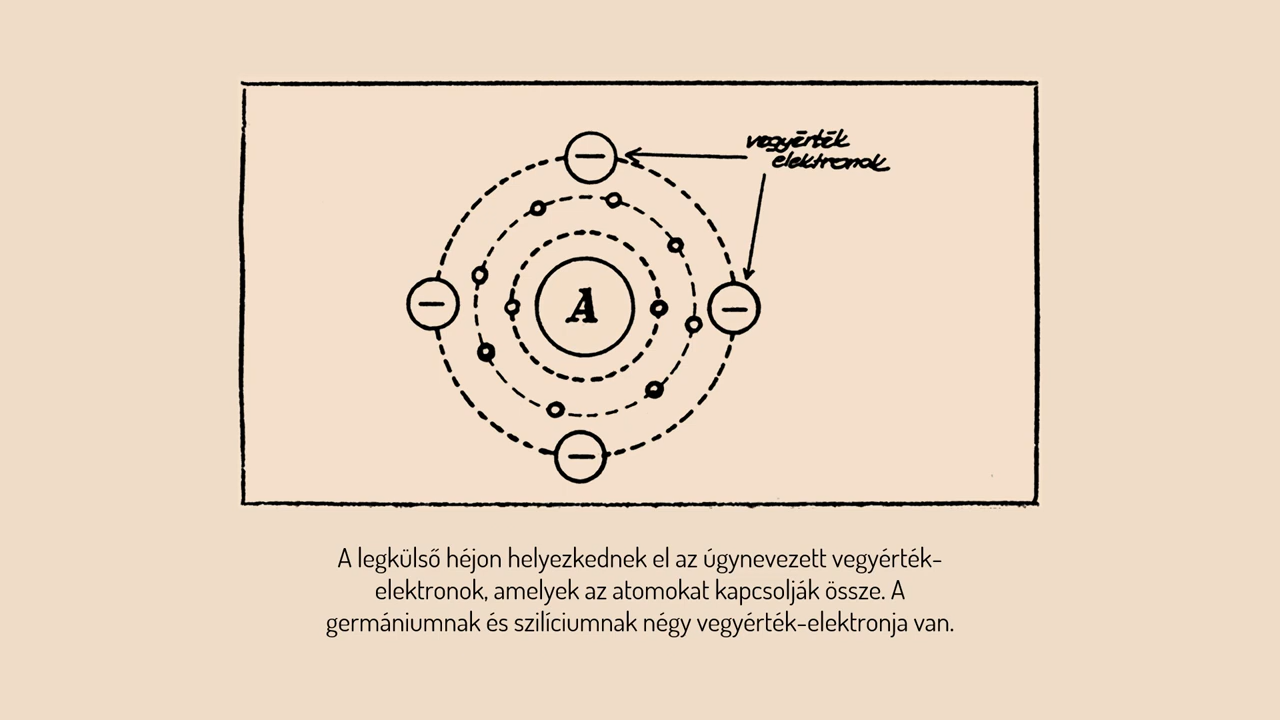 vegyérték
elektronok
A
A legkülső héjon helyezkednek el az úgynevezett vegyérték-
elektronok, amelyek az atomokat kapcsolják össze. A
germániumnak és szilíciumnak négy vegyérték-elektronja van.